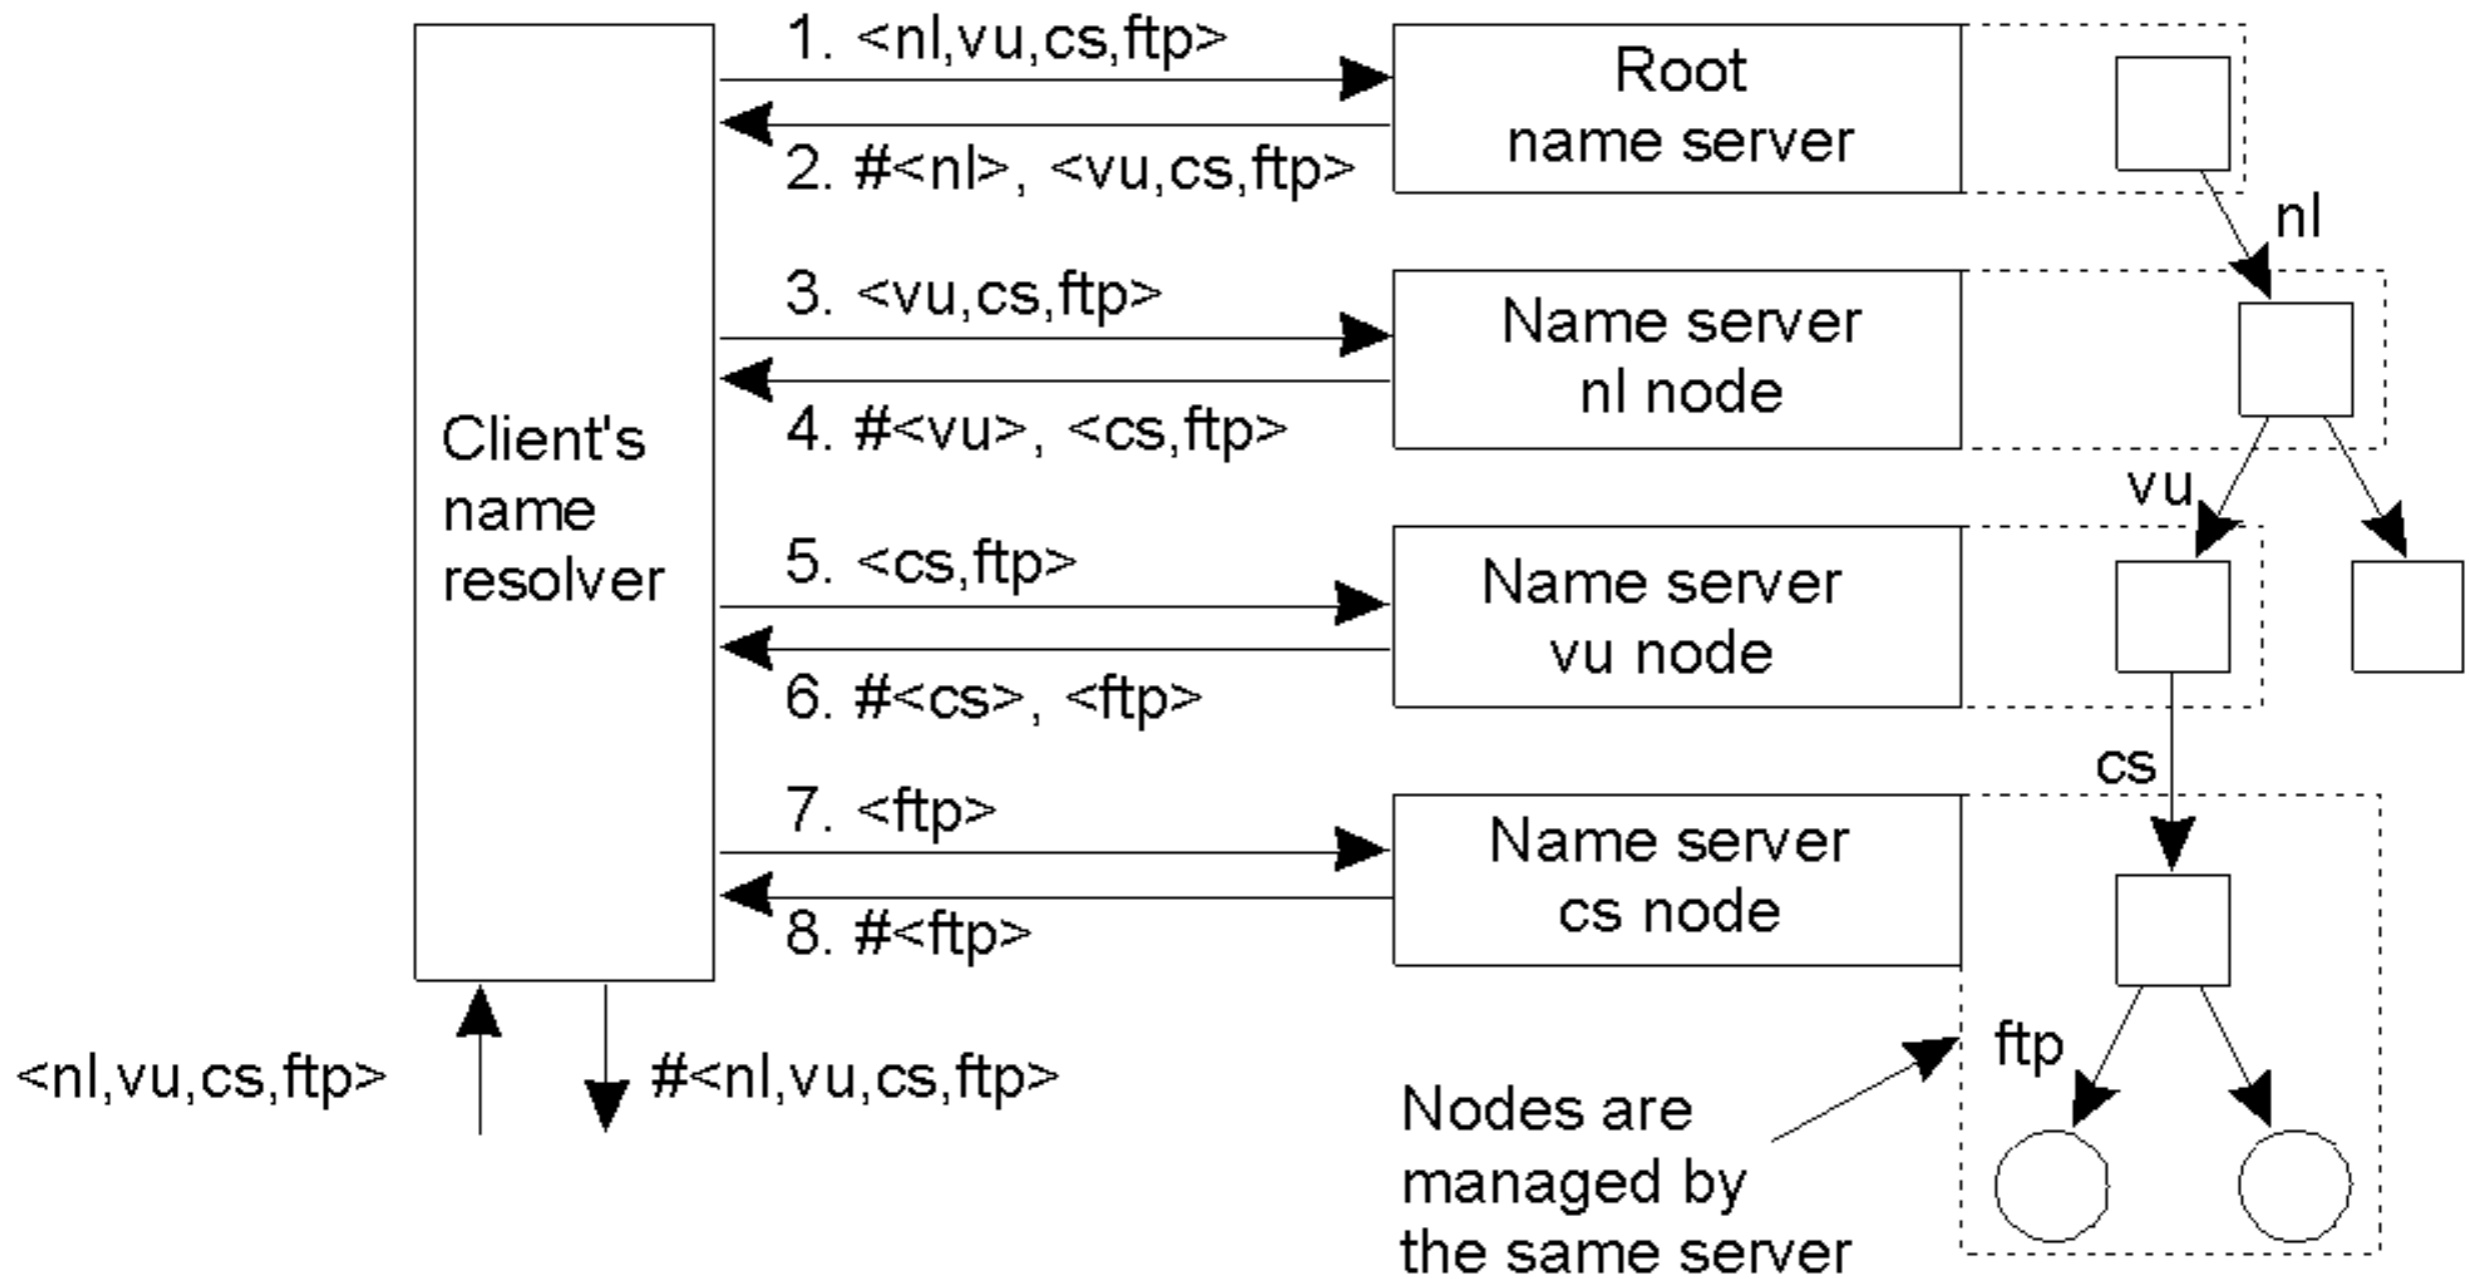 1. <nl,vu,cs,ftp>
Root
name server
2. #<nl>, <vu,cs,ftp>
nl
3. <vu,cs,ftp>
Name server
nl node
4. #<vu>, <cs,ftp>
Client's
name
resolver
vu
5. <cs,ftp>
Name server
vu node
6. #<cs>, <ftp>
cs
7. <ftp>
Name server
cs node
8. #<ftp>
<nl,vu,cs,ftp>
#<nl,vu,cs,ftp>
ftp
Nodes are
managed by
the same server